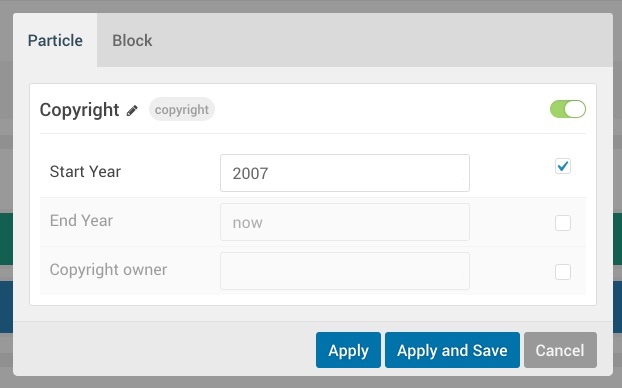 Particle Block
Copyright copyright
Start Year 2007
End Year now
Copyright owner
Apply Apply and Save Cancel